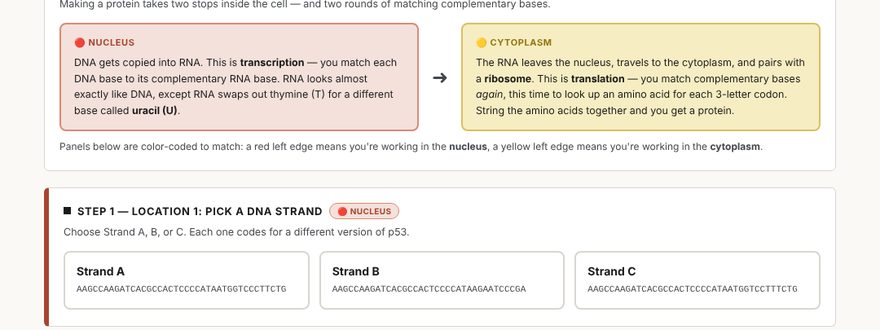 Making a protein takes two stops inside the cell — and two rounds of matching complementary bases.
NUCLEUS
DNA gets copied into RNA. This is transcription — you match each
DNA base to its complementary RNA base. RNA looks almost
exactly like DNA, except RNA swaps out thymine (T) for a different
base called uracil (U).
→
CYTOPLASM
The RNA leaves the nucleus, travels to the cytoplasm, and pairs with
a ribosome. This is translation — you match complementary bases
again, this time to look up an amino acid for each 3-letter codon.
String the amino acids together and you get a protein.
Panels below are color-coded to match: a red left edge means you're working in the nucleus, a yellow left edge means you're working in the cytoplasm.
STEP 1 — LOCATION 1: PICK A DNA STRAND NUCLEUS
Choose Strand A, B, or C. Each one codes for a different version of p53.
Strand A
AAGCCAAGATCACGCCACTCCCCATAATGGTCCCTTCTG
Strand B
AAGCCAAGATCACGCCACTCCCCATAAGAATCCCGA
Strand C
AAGCCAAGATCACGCCACTCCCCATAATGGTCCTTTCTG